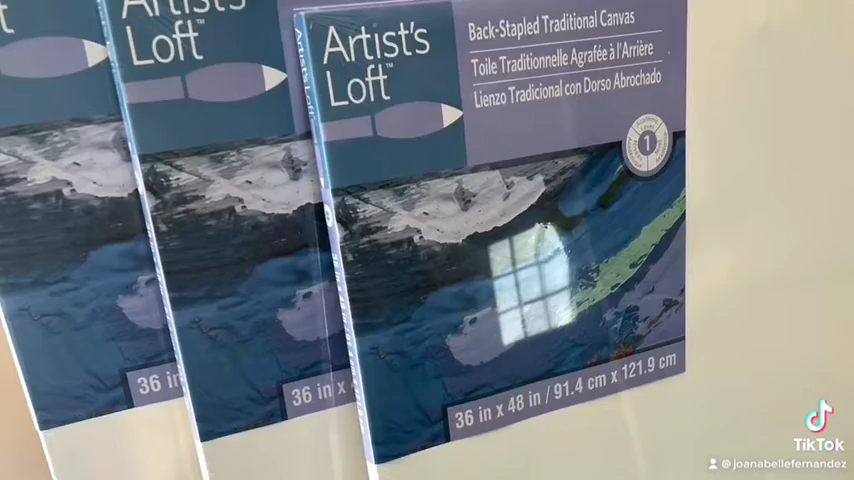 Artist's
Loft™
Artist's
Loft™
Artist's Loft
Back-Stapled Traditional Canvas
Toile Traditionnelle Agrafée à l'Arrière
Lienzo Tradicional con Dorso Abrochado
1
36 in
36 in x
36 in x 48 in / 91.4 cm x 121.9 cm
TikTok
@joanabellefernandez